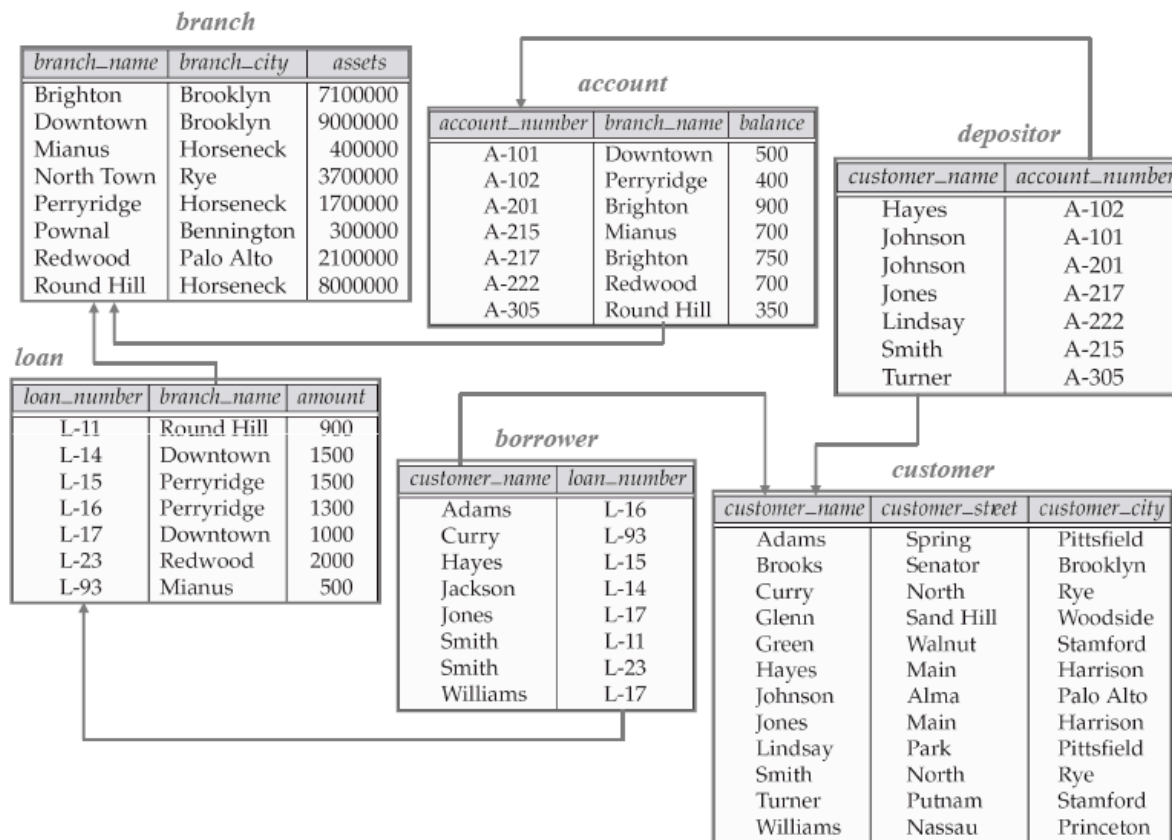 branch
branch_name branch_city assets
Brighton Brooklyn 7100000
Downtown Brooklyn 9000000
Mianus Horseneck 400000
North Town Rye 3700000
Perryridge Horseneck 1700000
Pownal Bennington 300000
Redwood Palo Alto 2100000
Round Hill Horseneck 8000000
account
account_number branch_name balance
A-101 Downtown 500
A-102 Perryridge 400
A-201 Brighton 900
A-215 Mianus 700
A-217 Brighton 750
A-222 Redwood 700
A-305 Round Hill 350
depositor
customer_name account_number
Hayes A-102
Johnson A-101
Johnson A-201
Jones A-217
Lindsay A-222
Smith A-215
Turner A-305
loan
loan_number branch_name amount
L-11 Round Hill 900
L-14 Downtown 1500
L-15 Perryridge 1500
L-16 Perryridge 1300
L-17 Downtown 1000
L-23 Redwood 2000
L-93 Mianus 500
borrower
customer_name loan_number
Adams L-16
Curry L-93
Hayes L-15
Jackson L-14
Jones L-17
Smith L-11
Smith L-23
Williams L-17
customer
customer_name customer_street customer_city
Adams Spring Pittsfield
Brooks Senator Brooklyn
Curry North Rye
Glenn Sand Hill Woodside
Green Walnut Stamford
Hayes Main Harrison
Johnson Alma Palo Alto
Jones Main Harrison
Lindsay Park Pittsfield
Smith North Rye
Turner Putnam Stamford
Williams Nassau Princeton